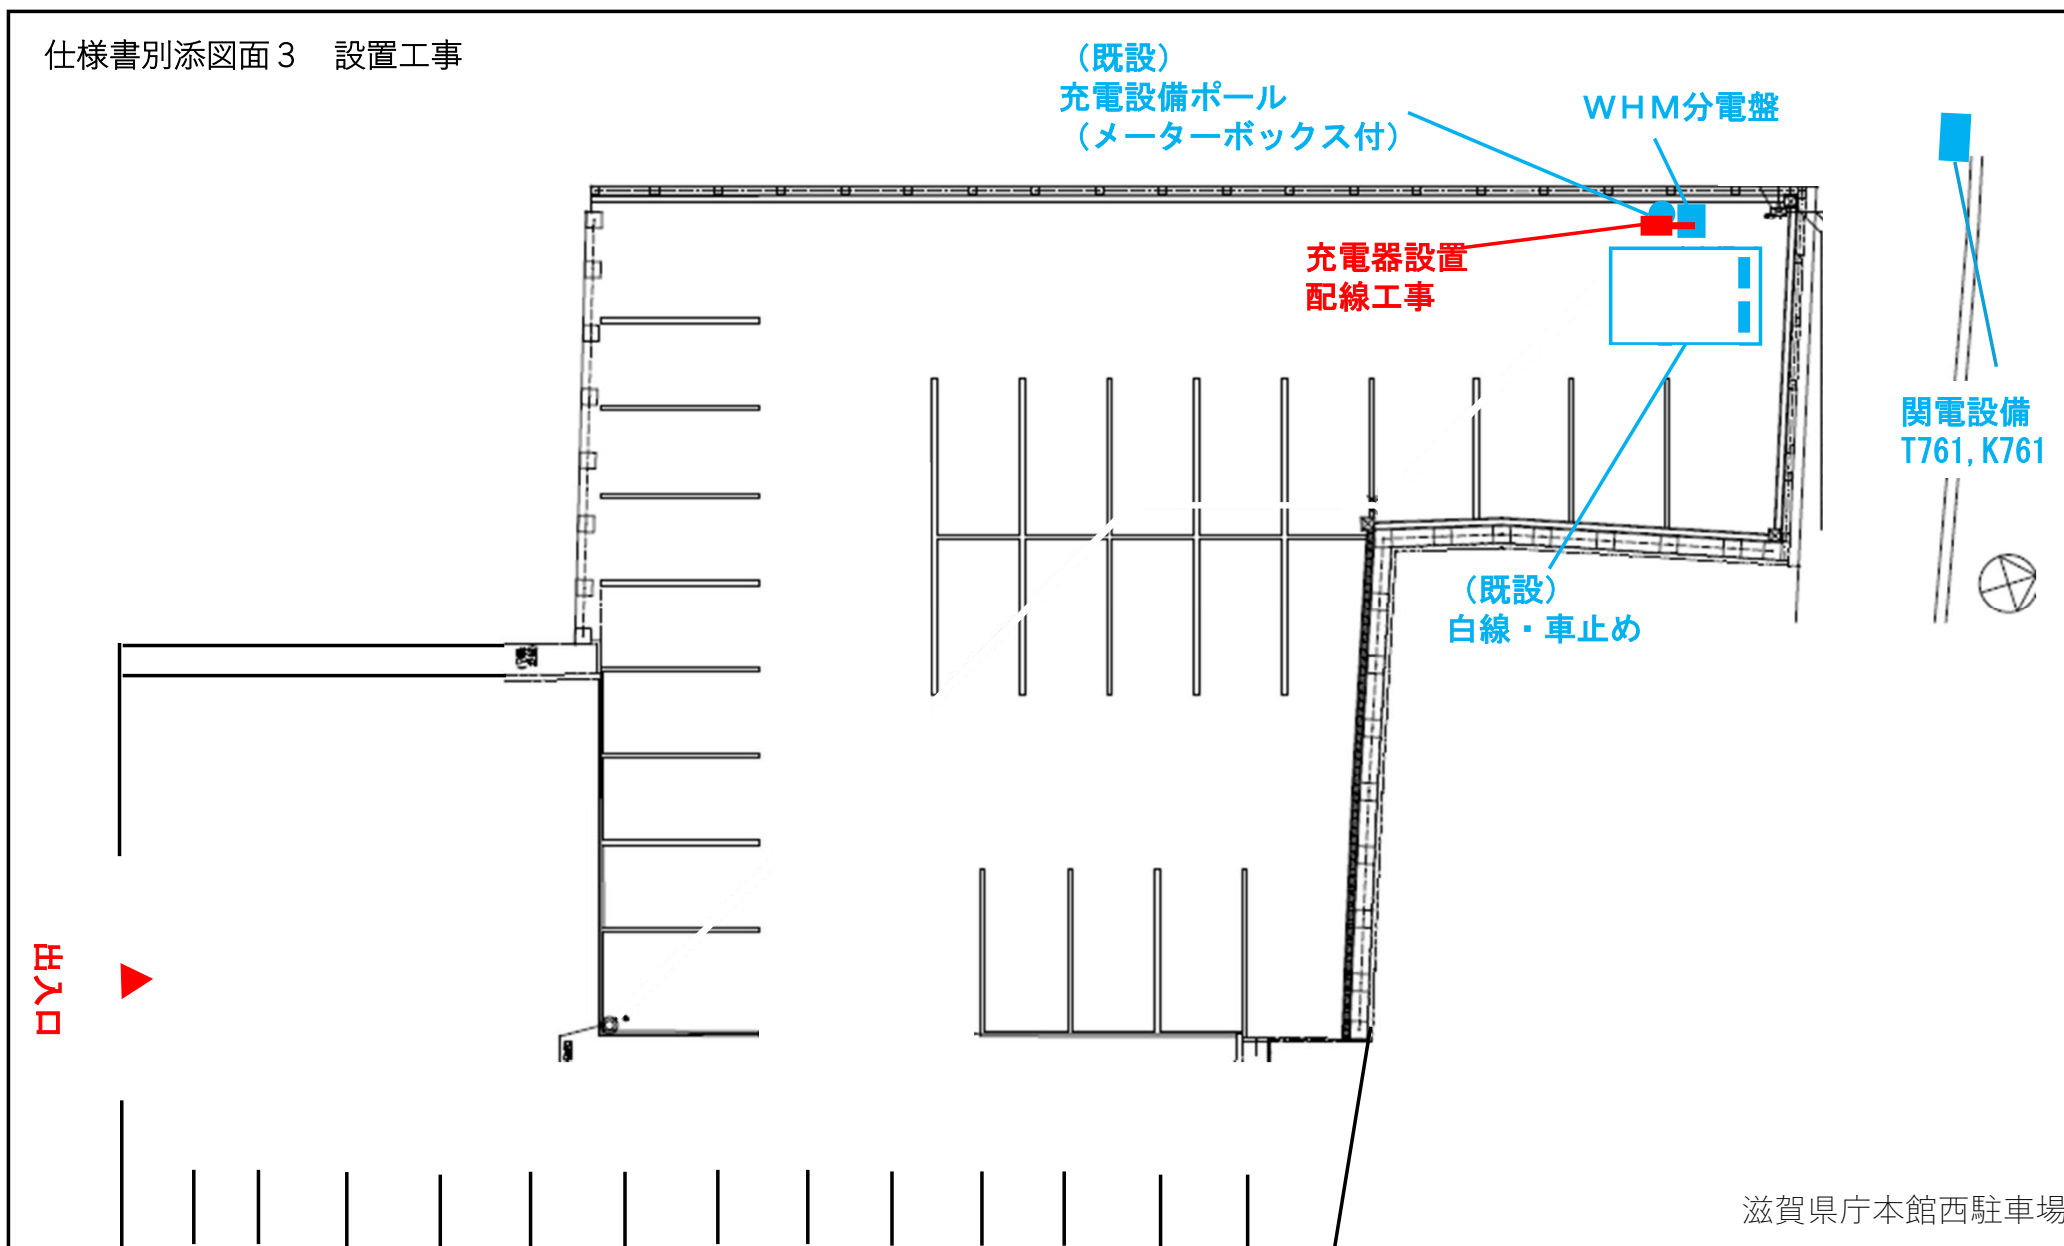 仕様書別添図面３　設置工事
（既設）
充電設備ポール
（メーターボックス付）
ＷＨＭ分電盤
充電器設置
配線工事
関電設備
T761,K761
（既設）
白線・車止め
出入口
滋賀県庁本館西駐車場